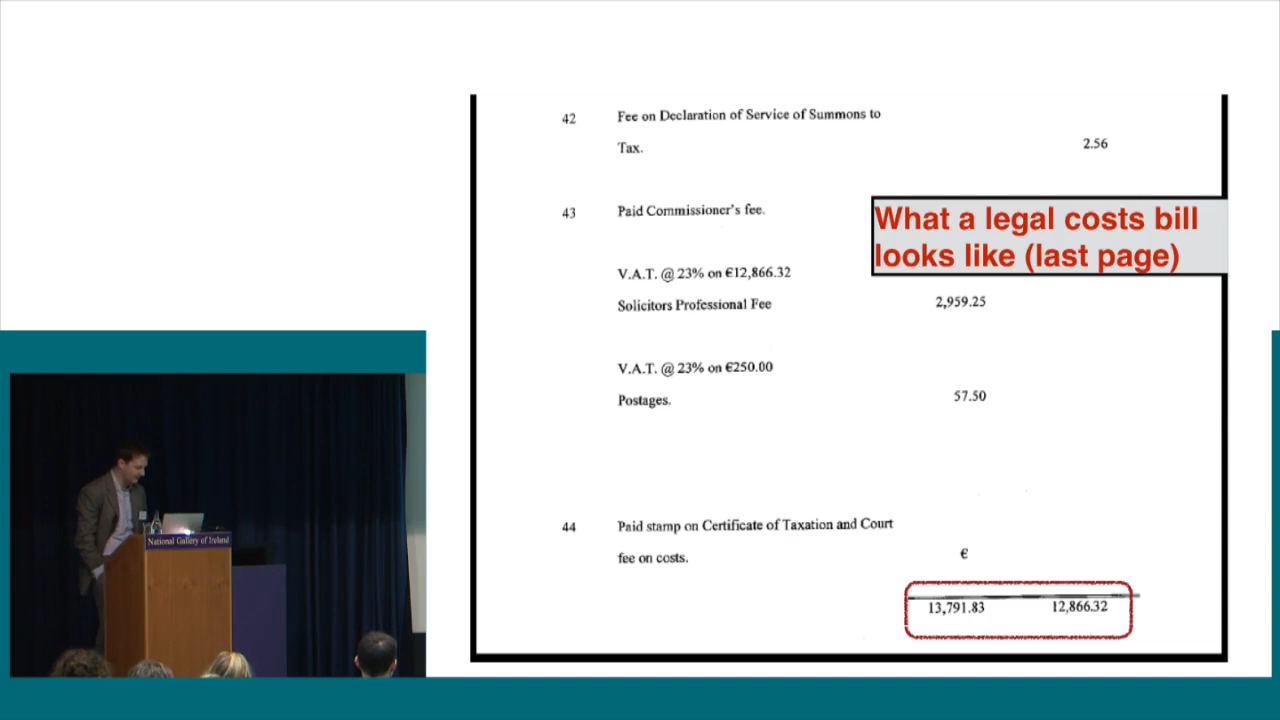 42 Fee on Declaration of Service of Summons to
Tax. 2.56
43 Paid Commissioner's fee.
What a legal costs bill
looks like (last page)
V.A.T. @ 23% on €12,866.32
Solicitors Professional Fee 2,959.25
V.A.T. @ 23% on €250.00
Postages. 57.50
44 Paid stamp on Certificate of Taxation and Court
fee on costs. €
13,791.83 12,866.32
National Gallery of Ireland